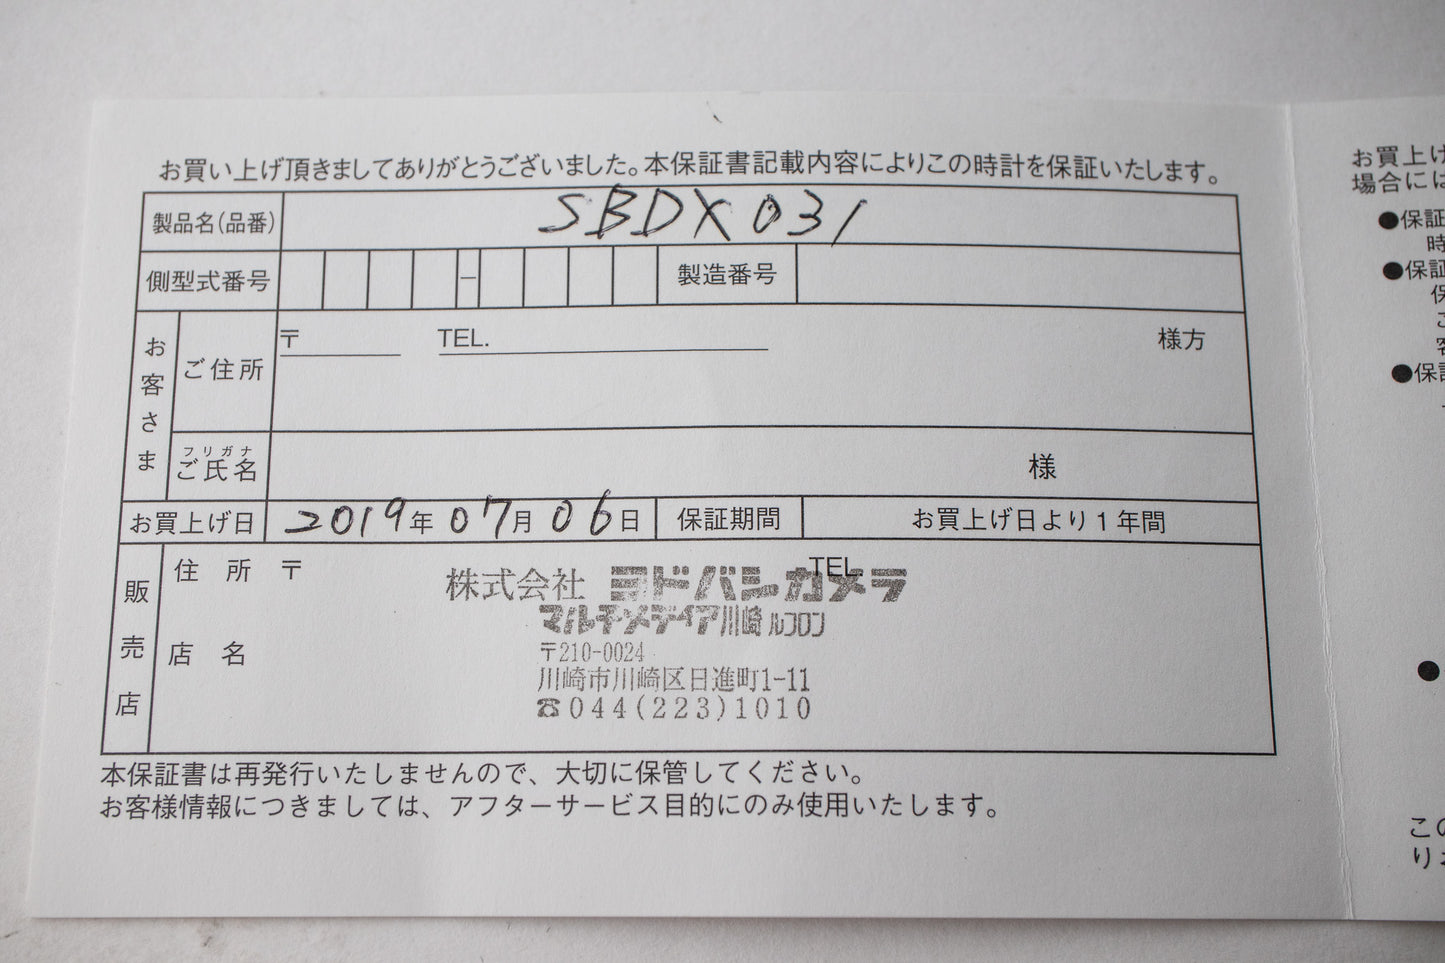 お買い上げ頂きましてありがとうございました。本保証書記載内容によりこの時計を保証いたします。
製品名(品番) SBDX031
側型式番号 － 製造番号
お客さま
ご住所 〒 TEL. 様方
フリガナ
ご氏名 様
お買上げ日 2019年 07月 06日 保証期間 お買上げ日より1年間
販売店
住所 〒 TEL.
株式会社 ヨドバシカメラ
マルチメディア川崎ルフロン
店名
〒210-0024
川崎市川崎区日進町1-11
☎044(223)1010
本保証書は再発行いたしませんので、大切に保管してください。
お客様情報につきましては、アフターサービス目的にのみ使用いたします。
お買上げ
場合には
●保証
時
●保証
保
●保証
●
この